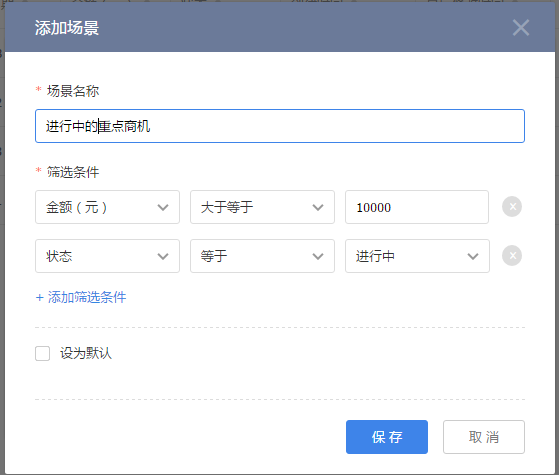 添加场景
* 场景名称
进行中的重点商机
* 筛选条件
金额（元） 大于等于 10000
状态 等于 进行中
+ 添加筛选条件
设为默认
保存 取消